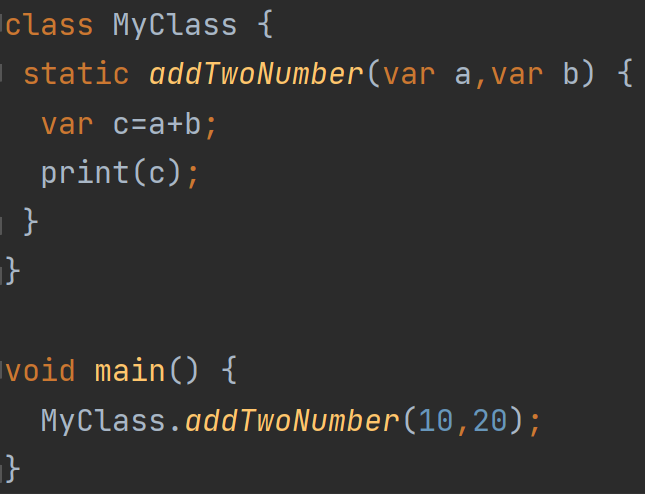 class MyClass {
static addTwoNumber(var a,var b) {
var c=a+b;
print(c);
}
}
void main() {
MyClass.addTwoNumber(10,20);
}